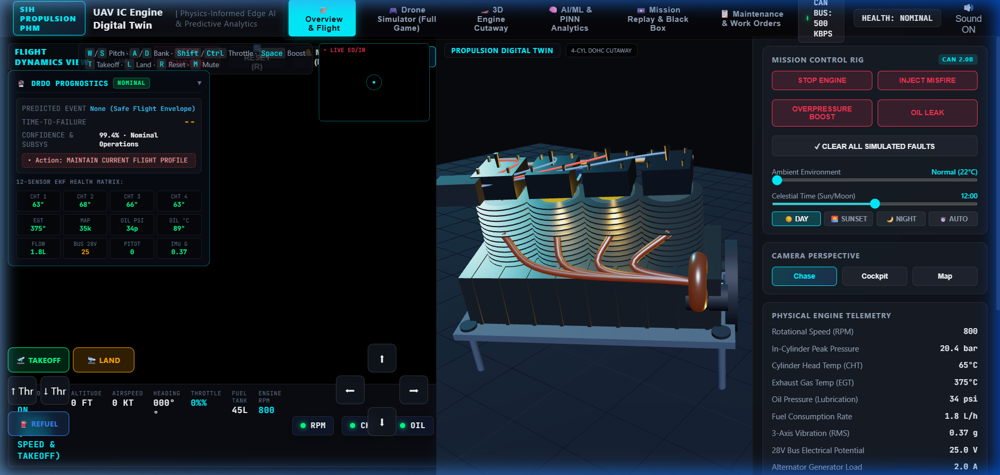 SIH
PROPULSION
PHM
UAV IC Engine
Digital Twin
| Physics-Informed Edge AI
& Predictive Analytics
Overview
& Flight
Drone
Simulator (Full
Game)
3D
Engine
Cutaway
AI/ML &
PINN
Analytics
Mission
Replay & Black
Box
Maintenance
& Work Orders
CAN
BUS:
500
KBPS
HEALTH: NOMINAL
Sound
ON
FLIGHT
DYNAMICS VIEW
W / S Pitch · A / D Bank · Shift / Ctrl Throttle · Space Boost
T Takeoff · L Land · R Reset · M Mute
RESET
(R)
• LIVE EO/IR
DRDO PROGNOSTICS NOMINAL ▼
PREDICTED EVENT None (Safe Flight Envelope)
TIME-TO-FAILURE --
CONFIDENCE &
SUBSYS
99.4% · Nominal
Operations
• Action: MAINTAIN CURRENT FLIGHT PROFILE
12-SENSOR EKF HEALTH MATRIX:
CHT 1 CHT 2 CHT 3 CHT 4
63° 68° 66° 63°
EGT MAP OIL PSI OIL °C
375° 35k 34p 89°
FLOW BUS 28V PITOT IMU G
1.8L 25 0 0.37
TAKEOFF
LAND
↑ Thr ↓ Thr
REFUEL
ON
SPEED &
TAKEOFF)
ALTITUDE
0 FT
AIRSPEED
0 KT
HEADING
000°
°
THROTTLE
0%%
FUEL
TANK
45L
ENGINE
RPM
800
↑
← →
↓
RPM
OIL
PROPULSION DIGITAL TWIN
4-CYL DOHC CUTAWAY
MISSION CONTROL RIG CAN 2.0B
STOP ENGINE
INJECT MISFIRE
OVERPRESSURE
BOOST
OIL LEAK
✓ CLEAR ALL SIMULATED FAULTS
Ambient Environment Normal (22°C)
Celestial Time (Sun/Moon) 12:00
DAY SUNSET NIGHT AUTO
CAMERA PERSPECTIVE
Chase Cockpit Map
PHYSICAL ENGINE TELEMETRY
Rotational Speed (RPM) 800
In-Cylinder Peak Pressure 20.4 bar
Cylinder Head Temp (CHT) 65°C
Exhaust Gas Temp (EGT) 375°C
Oil Pressure (Lubrication) 34 psi
Fuel Consumption Rate 1.8 L/h
3-Axis Vibration (RMS) 0.37 g
28V Bus Electrical Potential 25.0 V
Alternator Generator Load 2.0 A